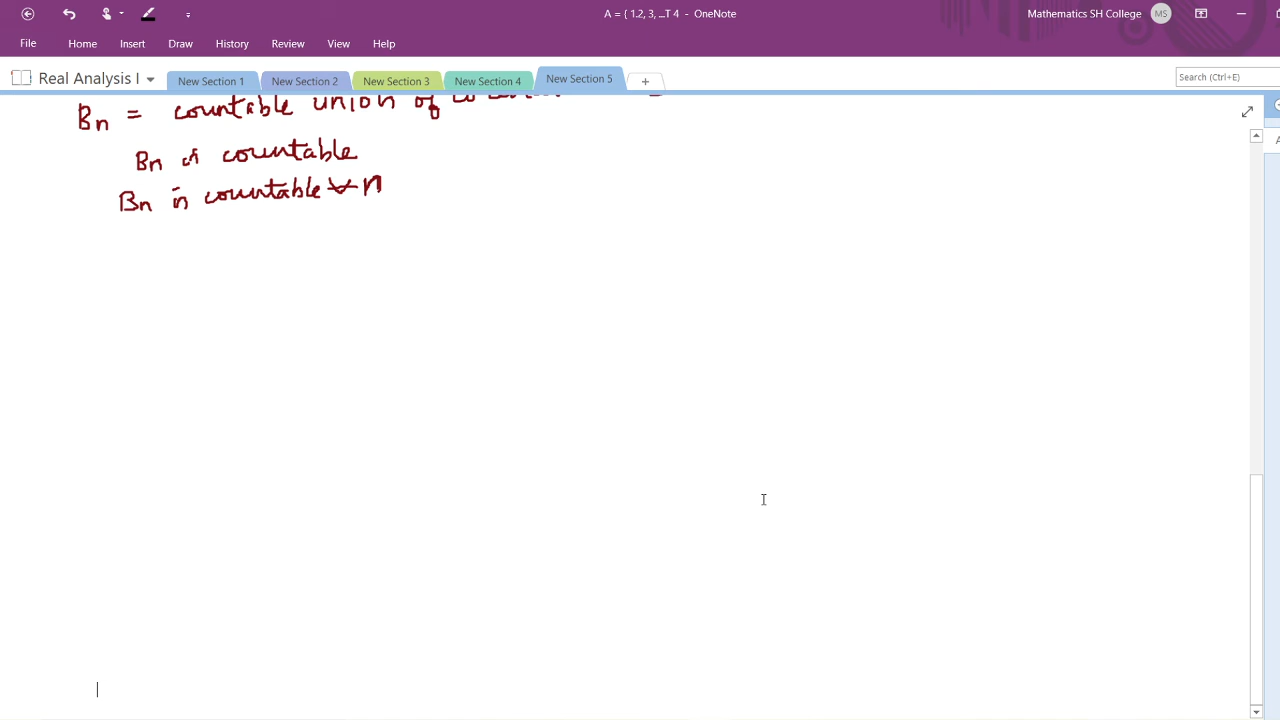 A = { 1.2, 3, ...T 4 - OneNote
Mathematics SH College
MS
File
Home
Insert
Draw
History
Review
View
Help
Real Analysis I
New Section 1
New Section 2
New Section 3
New Section 4
New Section 5
+
Search (Ctrl+E)
Bn = countable union of
Bn is countable
Bn is countable ∀ n